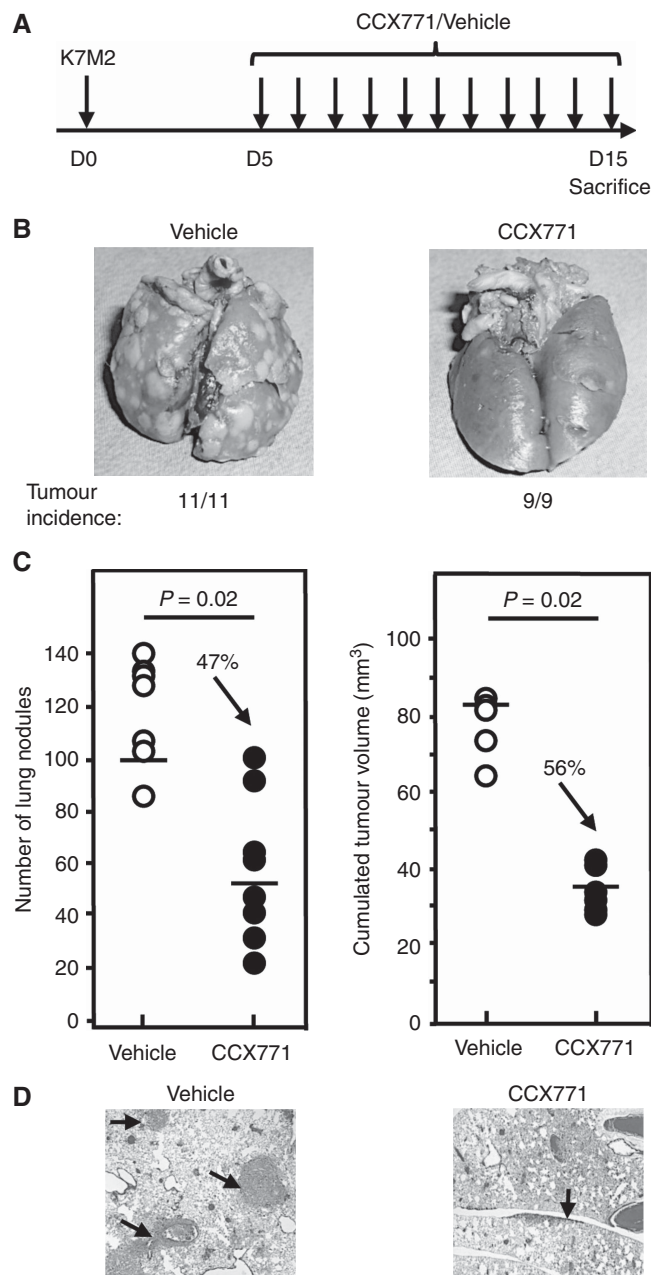 A
CCX771/Vehicle
K7M2
D0 D5 D15
Sacrifice
B
Vehicle CCX771
Tumour
incidence: 11/11 9/9
C
Number of lung nodules
140
120
100
80
60
40
20
0
P = 0.02
47%
Vehicle CCX771
Cumulated tumour volume (mm³)
100
80
60
40
20
0
P = 0.02
56%
Vehicle CCX771
D
Vehicle CCX771